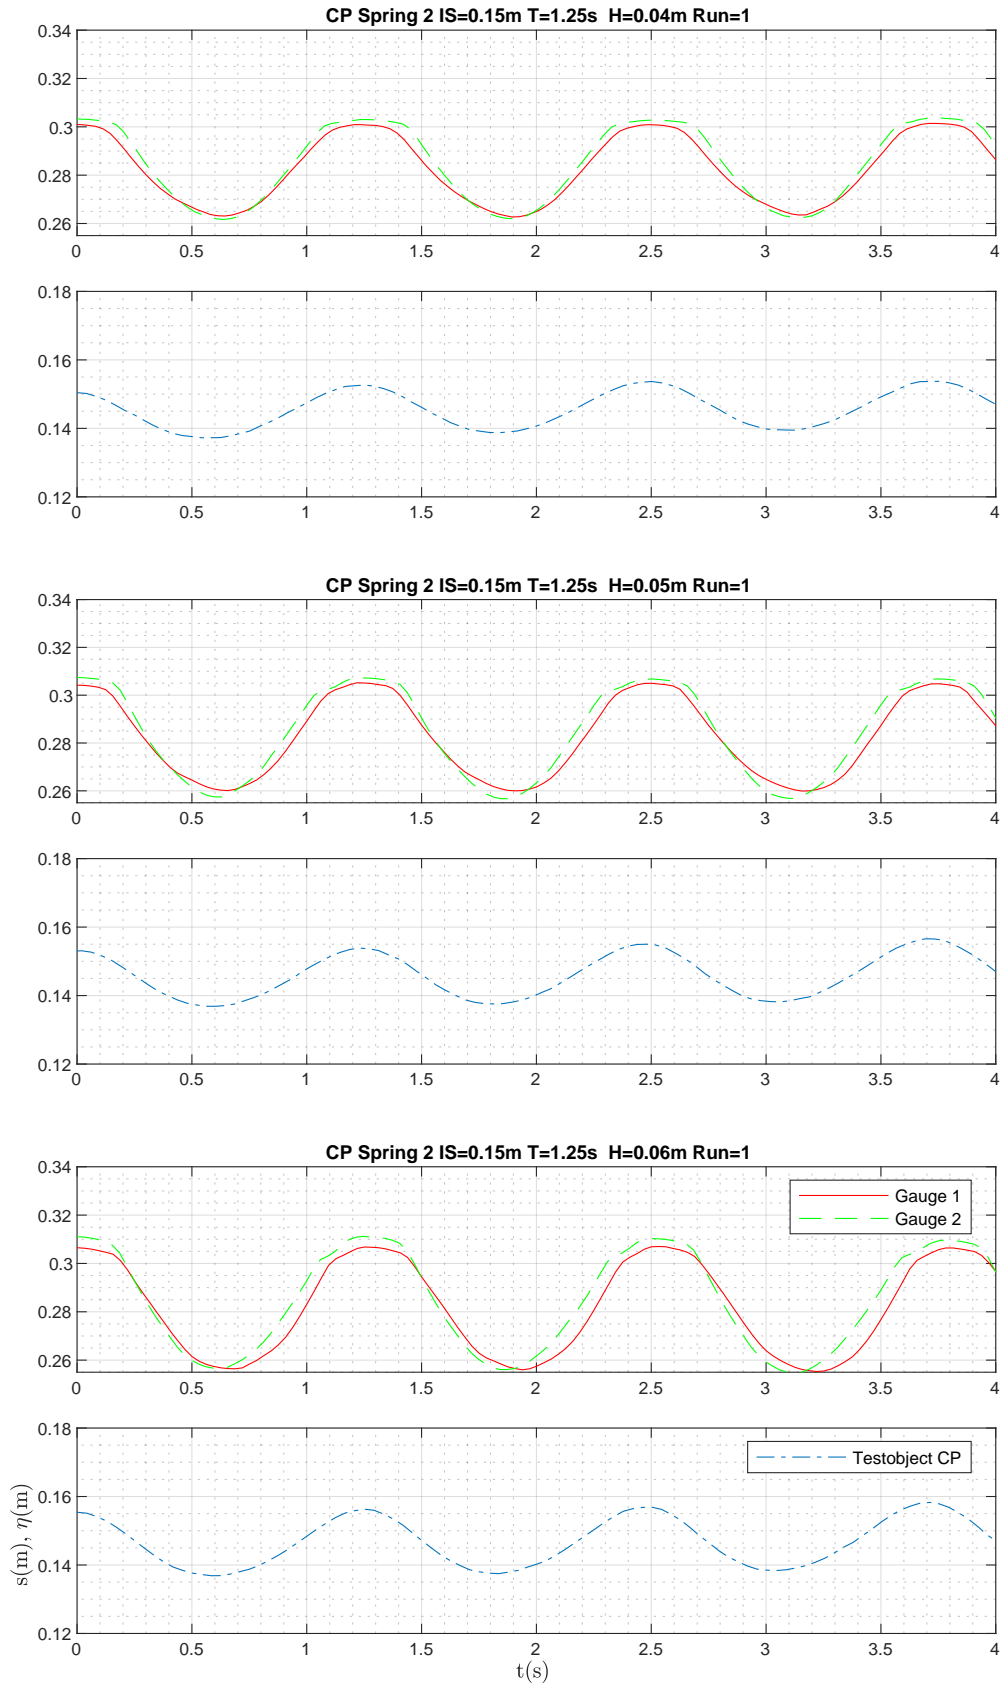 CP Spring 2 IS=0.15m T=1.25s H=0.04m Run=1
0.34
0.32
0.3
0.28
0.26
0 0.5 1 1.5 2 2.5 3 3.5 4
0.18
0.16
0.14
0.12
0 0.5 1 1.5 2 2.5 3 3.5 4
CP Spring 2 IS=0.15m T=1.25s H=0.05m Run=1
0.34
0.32
0.3
0.28
0.26
0 0.5 1 1.5 2 2.5 3 3.5 4
0.18
0.16
0.14
0.12
0 0.5 1 1.5 2 2.5 3 3.5 4
CP Spring 2 IS=0.15m T=1.25s H=0.06m Run=1
0.34
0.32
0.3
0.28
0.26
Gauge 1
Gauge 2
0 0.5 1 1.5 2 2.5 3 3.5 4
0.18
0.16
0.14
0.12
Testobject CP
s(m), η(m)
0 0.5 1 1.5 2 2.5 3 3.5 4
t(s)